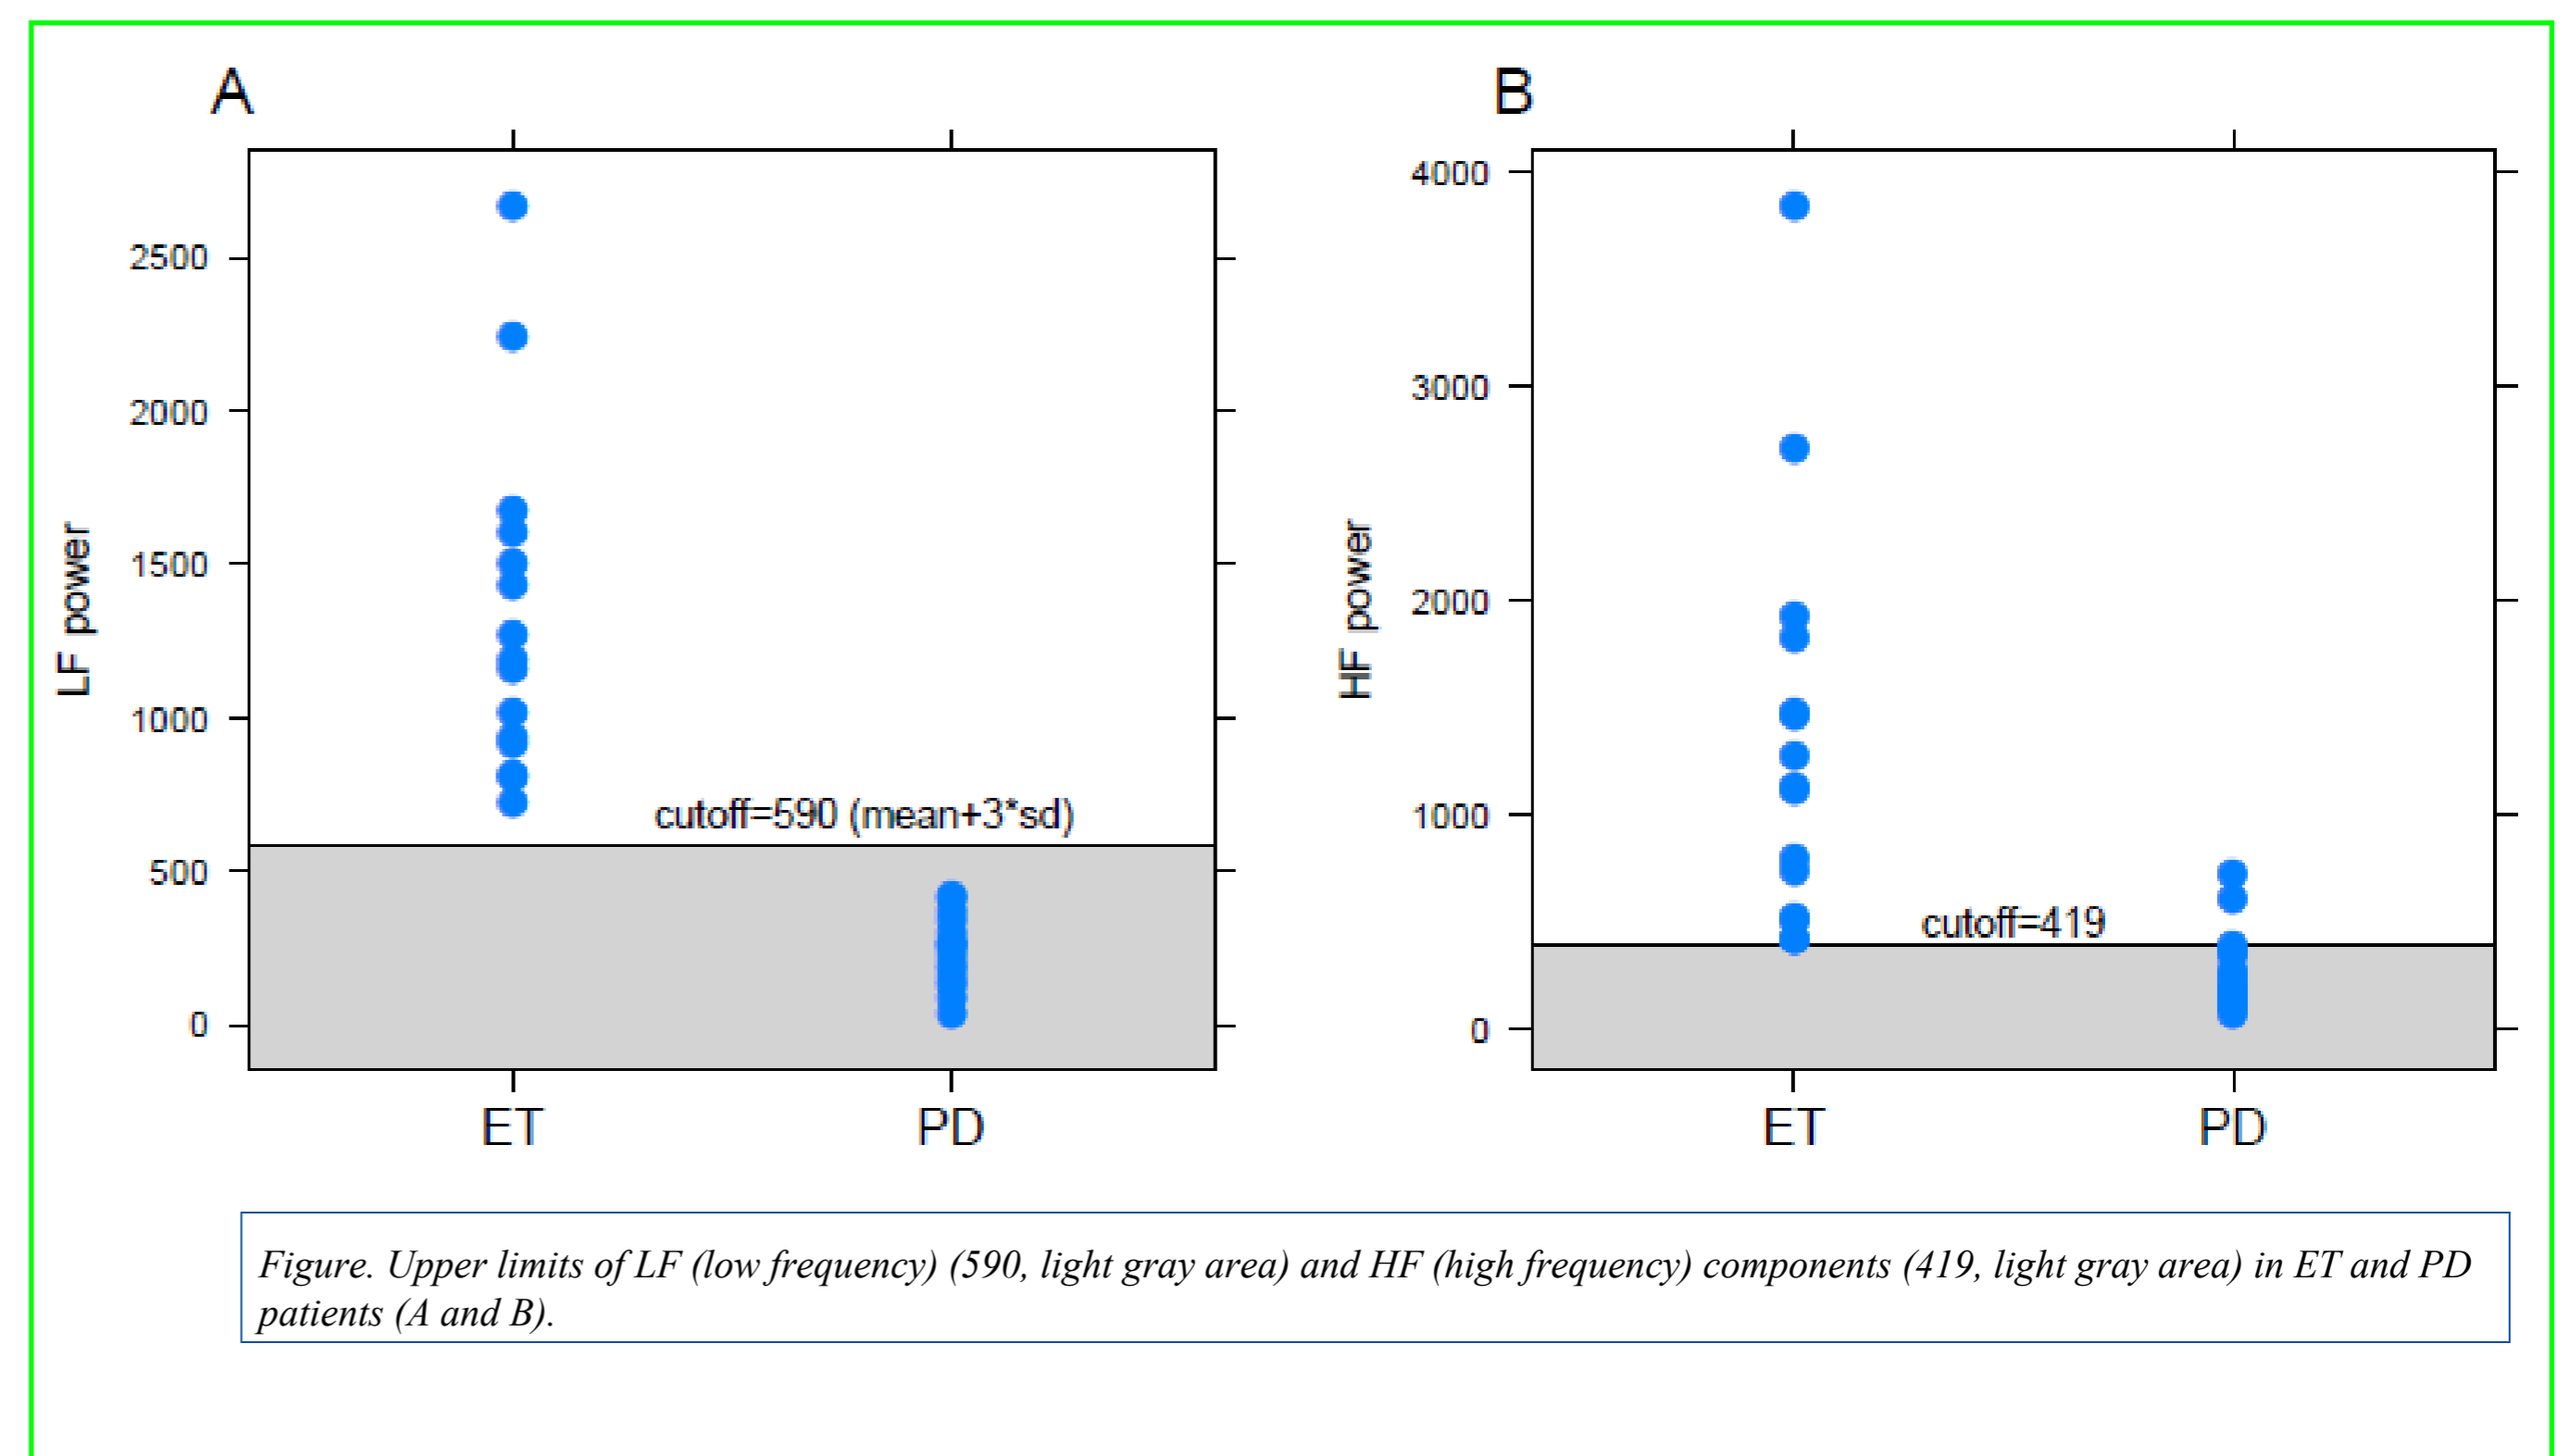 A
2500
2000
1500
1000
500
0
LF power
cutoff=590 (mean+3*sd)
ET
PD
B
4000
3000
2000
1000
0
HF power
cutoff=419
ET
PD
Figure. Upper limits of LF (low frequency) (590, light gray area) and HF (high frequency) components (419, light gray area) in ET and PD
patients (A and B).